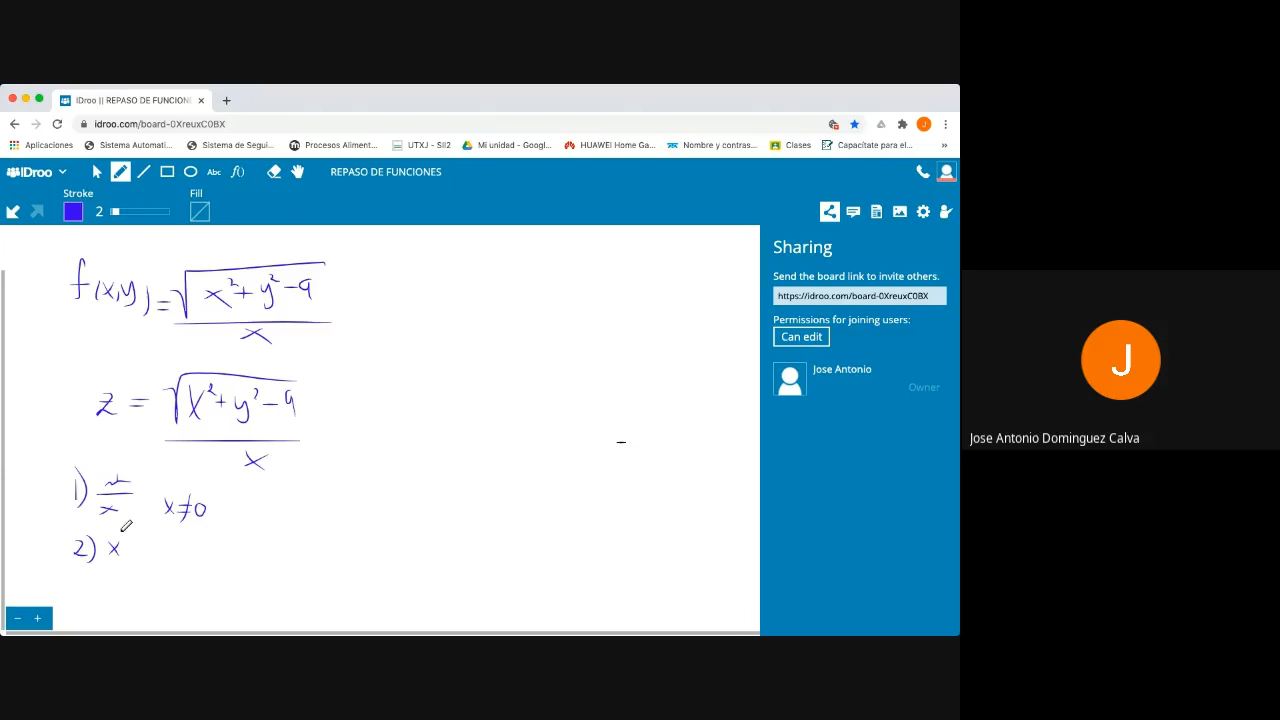 IDroo || REPASO DE FUNCIONE
idroo.com/board-0XreuxC0BX
Aplicaciones
Sistema Automati...
Sistema de Segui...
Procesos Aliment...
UTXJ - SII2
Mi unidad - Googl...
HUAWEI Home Ga...
Nombre y contras...
Clases
Capacítate para el...
»
IDroo
Abc
f()
REPASO DE FUNCIONES
Stroke
Fill
2
Sharing
Send the board link to invite others.
https://idroo.com/board-0XreuxC0BX
Permissions for joining users:
Can edit
Jose Antonio
Owner
f(x,y) = √(x²+y²-9) / x
z = √(x²+y²-9) / x
1) x x≠0
2) x
J
Jose Antonio Dominguez Calva